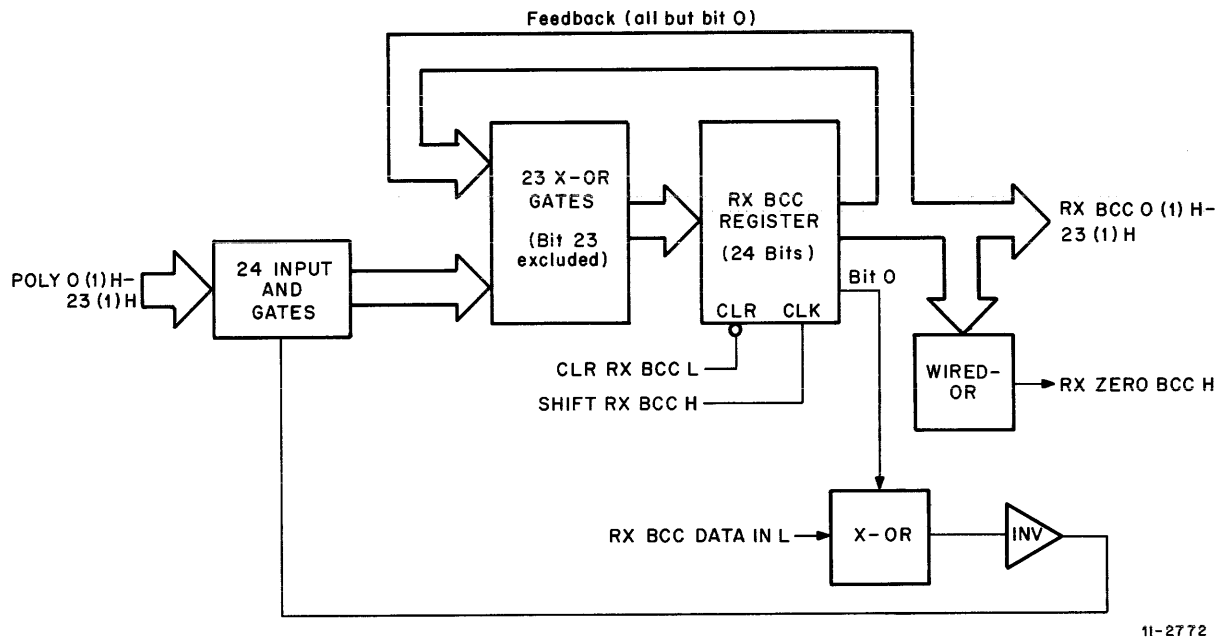 Feedback (all but bit 0)
23 X-OR
GATES
(Bit 23
excluded)
RX BCC
REGISTER
(24 Bits)
CLR CLK
RX BCC 0 (1) H-
23 (1) H
POLY 0 (1) H-
23 (1) H
24 INPUT
AND
GATES
Bit 0
CLR RX BCC L
SHIFT RX BCC H
WIRED-
OR
RX ZERO BCC H
RX BCC DATA IN L
X-OR
INV
11-2772